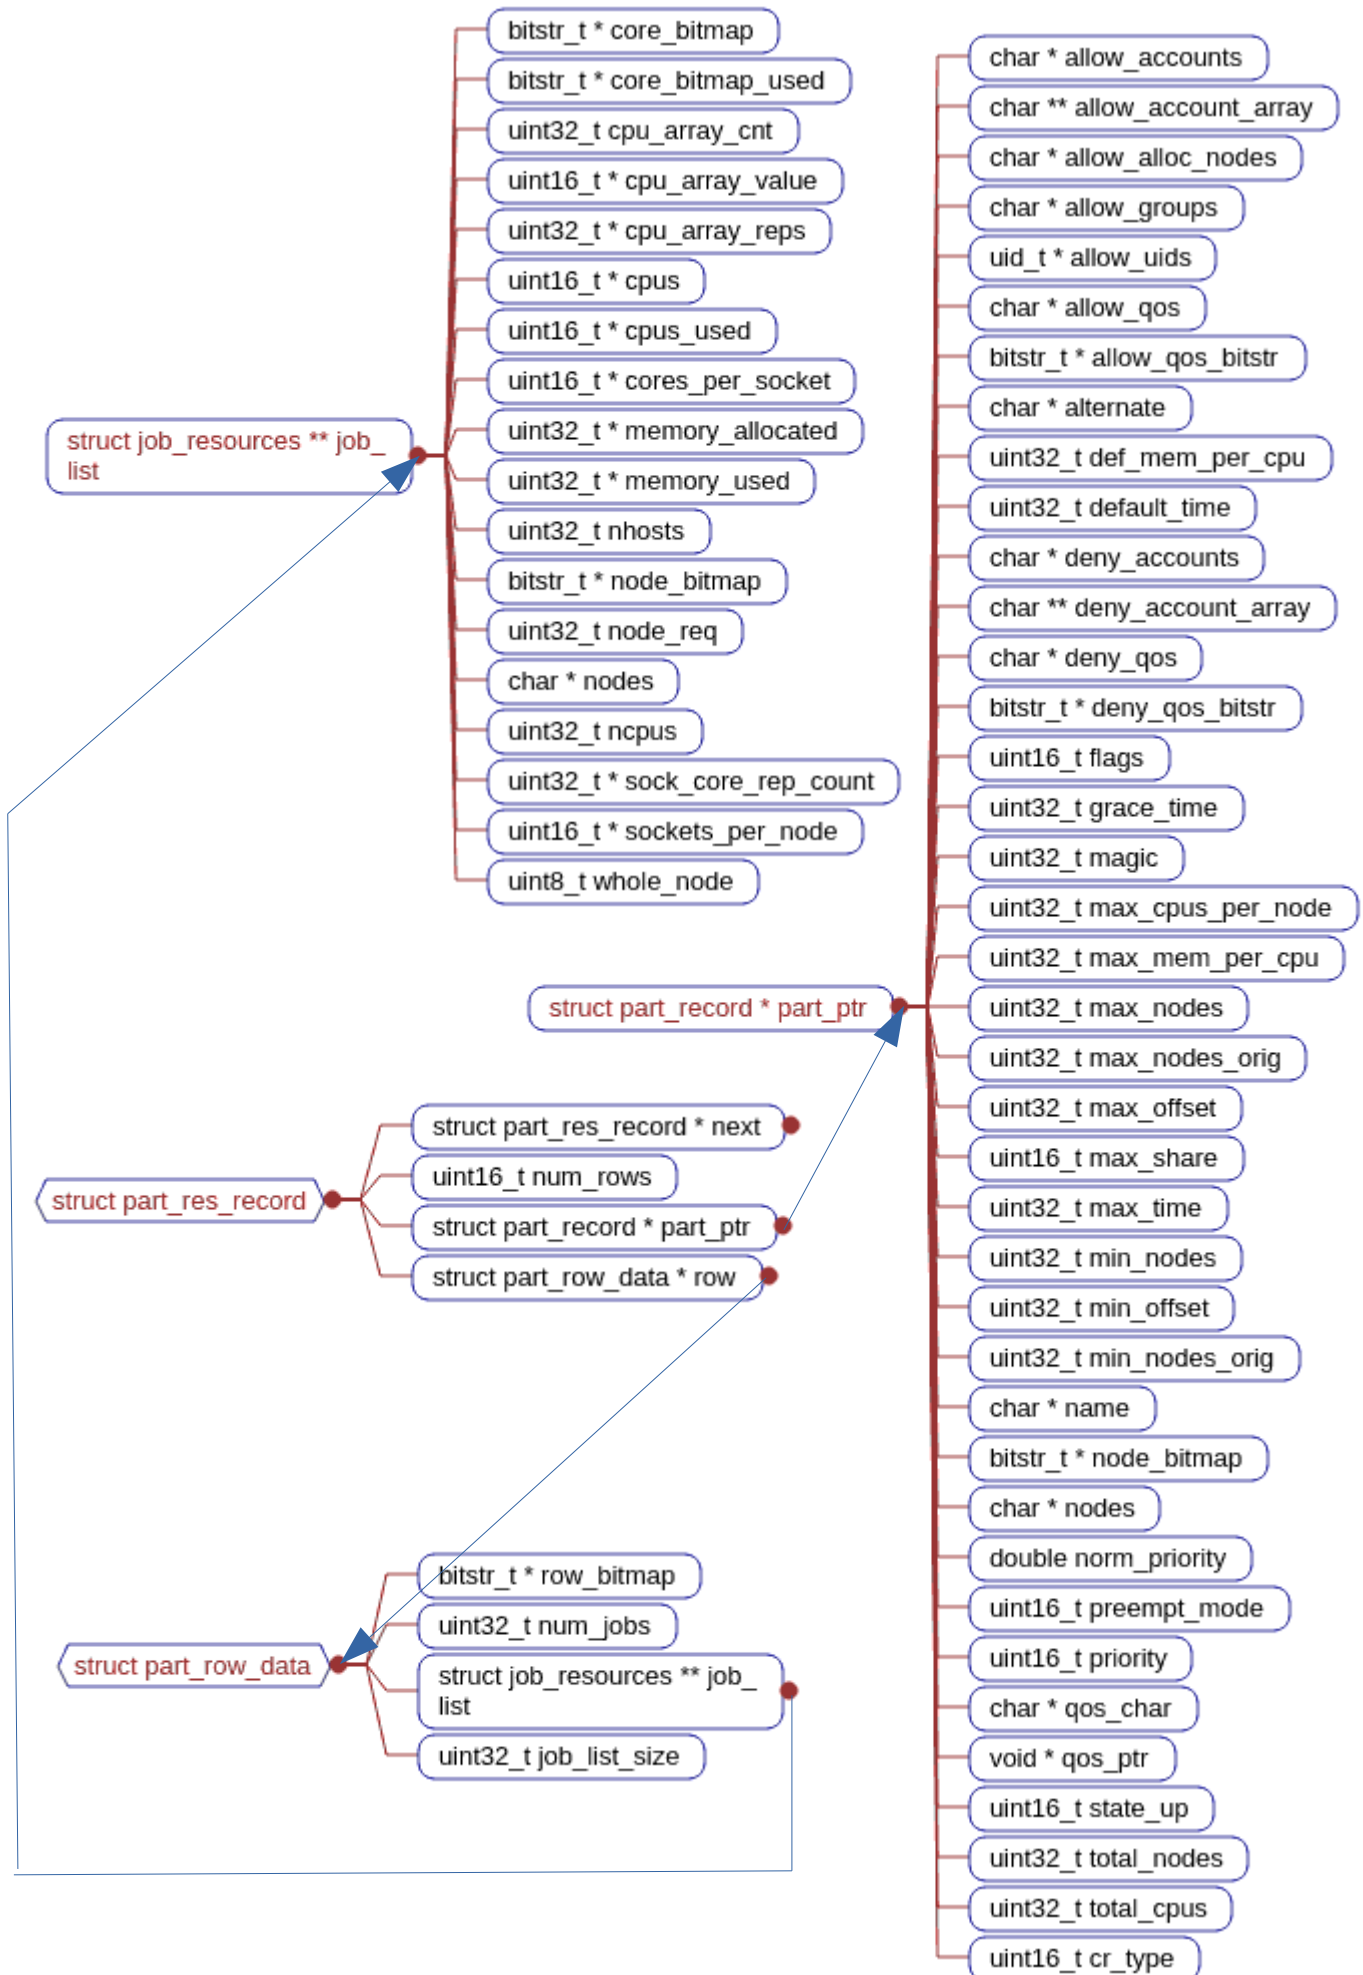 bitstr_t * core_bitmap
bitstr_t * core_bitmap_used
uint32_t cpu_array_cnt
uint16_t * cpu_array_value
uint32_t * cpu_array_reps
uint16_t * cpus
uint16_t * cpus_used
uint16_t * cores_per_socket
struct job_resources ** job_
list
uint32_t * memory_allocated
uint32_t * memory_used
uint32_t nhosts
bitstr_t * node_bitmap
uint32_t node_req
char * nodes
uint32_t ncpus
uint32_t * sock_core_rep_count
uint16_t * sockets_per_node
uint8_t whole_node
struct part_record * part_ptr
char * allow_accounts
char ** allow_account_array
char * allow_alloc_nodes
char * allow_groups
uid_t * allow_uids
char * allow_qos
bitstr_t * allow_qos_bitstr
char * alternate
uint32_t def_mem_per_cpu
uint32_t default_time
char * deny_accounts
char ** deny_account_array
char * deny_qos
bitstr_t * deny_qos_bitstr
uint16_t flags
uint32_t grace_time
uint32_t magic
uint32_t max_cpus_per_node
uint32_t max_mem_per_cpu
uint32_t max_nodes
uint32_t max_nodes_orig
uint32_t max_offset
uint16_t max_share
uint32_t max_time
uint32_t min_nodes
uint32_t min_offset
uint32_t min_nodes_orig
char * name
bitstr_t * node_bitmap
char * nodes
double norm_priority
uint16_t preempt_mode
uint16_t priority
char * qos_char
void * qos_ptr
uint16_t state_up
uint32_t total_nodes
uint32_t total_cpus
uint16_t cr_type
struct part_res_record
struct part_res_record * next
uint16_t num_rows
struct part_record * part_ptr
struct part_row_data * row
struct part_row_data
bitstr_t * row_bitmap
uint32_t num_jobs
struct job_resources ** job_
list
uint32_t job_list_size